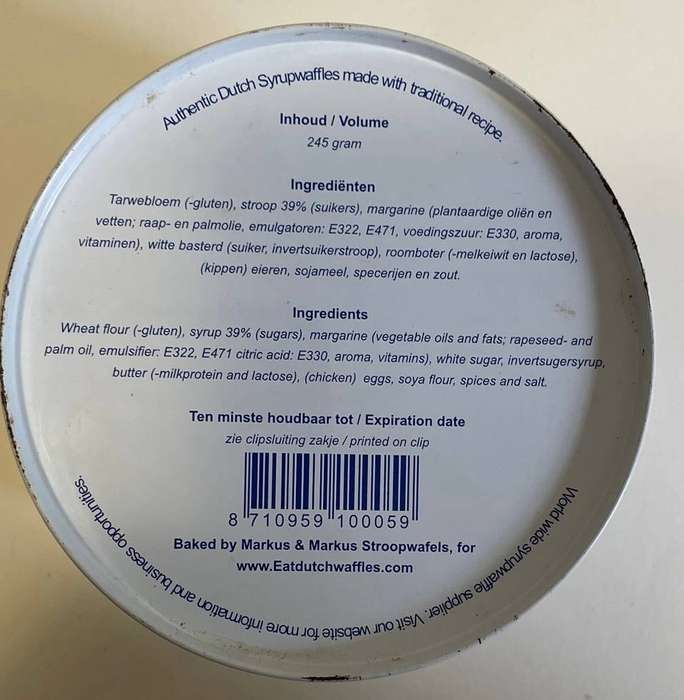 Authentic Dutch Syrupwaffles made with traditional recipe.
Inhoud / Volume
245 gram
Ingrediënten
Tarwebloem (-gluten), stroop 39% (suikers), margarine (plantaardige oliën en
vetten; raap- en palmolie, emulgatoren: E322, E471, voedingszuur: E330, aroma,
vitaminen), witte basterd (suiker, invertsuikerstroop), roomboter (-melkeiwit en lactose),
(kippen) eieren, sojameel, specerijen en zout.
Ingredients
Wheat flour (-gluten), syrup 39% (sugars), margarine (vegetable oils and fats; rapeseed- and
palm oil, emulsifier: E322, E471 citric acid: E330, aroma, vitamins), white sugar, invertsugersyrup,
butter (-milkprotein and lactose), (chicken) eggs, soya flour, spices and salt.
Ten minste houdbaar tot / Expiration date
zie clipsluiting zakje / printed on clip
8 710959 100059
Baked by Markus & Markus Stroopwafels, for
www.Eatdutchwaffles.com
World wide syrupwaffle supplier. Visit our website for more information and business opportunities.